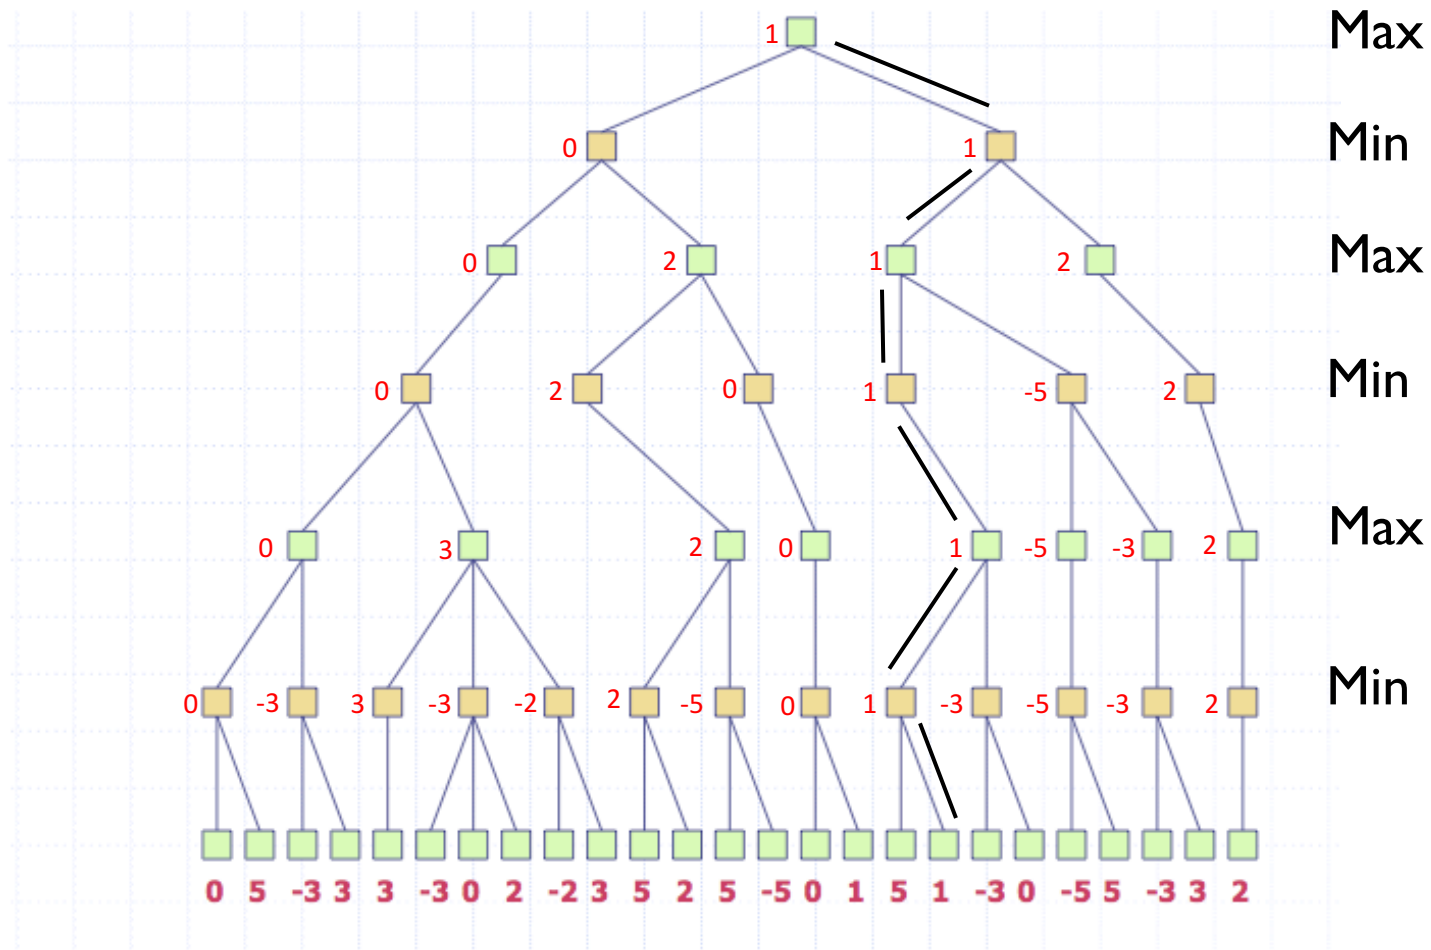 1 Max
0 1 Min
0 2 1 2 Max
0 2 0 1 -5 2 Min
0 3 2 0 1 -5 -3 2 Max
0 -3 3 -3 -2 2 -5 0 1 -3 -5 -3 2 Min
0 5 -3 3 3 -3 0 2 -2 3 5 2 5 -5 0 1 5 1 -3 0 -5 5 -3 3 2